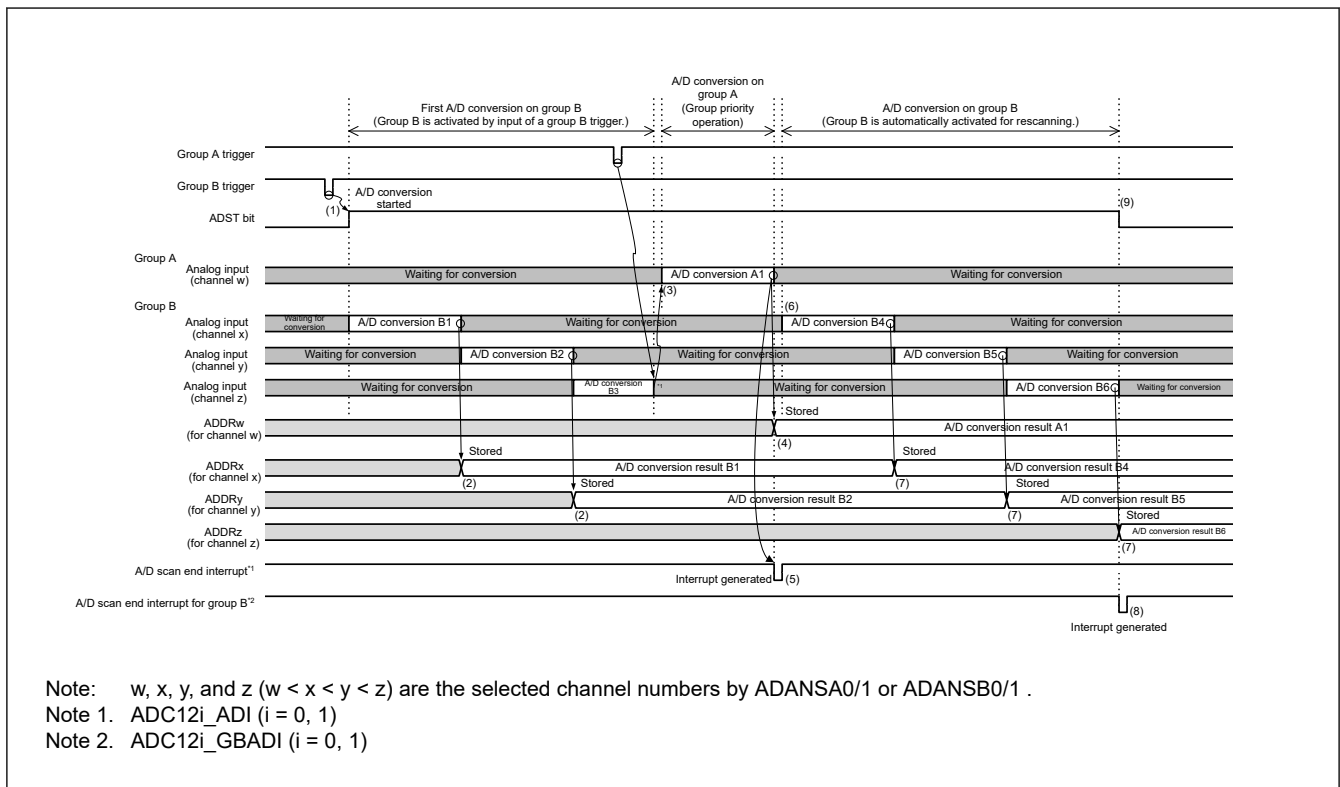 A/D conversion on
group A
(Group priority
operation)
First A/D conversion on group B
(Group B is activated by input of a group B trigger.)
A/D conversion on group B
(Group B is automatically activated for rescanning.)
Group A trigger
Group B trigger
A/D conversion
started
(1)
(9)
ADST bit
Group A
Analog input
(channel w)
Waiting for conversion
A/D conversion A1
Waiting for conversion
(3)
Group B
(6)
Analog input
(channel x)
Waiting for
conversion
A/D conversion B1
Waiting for conversion
A/D conversion B4
Waiting for conversion
Analog input
(channel y)
Waiting for conversion
A/D conversion B2
Waiting for conversion
A/D conversion B5
Waiting for conversion
Analog input
(channel z)
Waiting for conversion
A/D conversion
B3
*1
Waiting for conversion
A/D conversion B6
Waiting for conversion
Stored
ADDRw
(for channel w)
A/D conversion result A1
(4)
Stored
Stored
ADDRx
(for channel x)
A/D conversion result B1
A/D conversion result B4
(2)
(7)
Stored
Stored
ADDRy
(for channel y)
A/D conversion result B2
A/D conversion result B5
(2)
(7)
Stored
ADDRz
(for channel z)
A/D conversion result B6
(7)
A/D scan end interrupt*1
Interrupt generated
(5)
A/D scan end interrupt for group B*2
(8)
Interrupt generated
Note: w, x, y, and z (w < x < y < z) are the selected channel numbers by ADANSA0/1 or ADANSB0/1 .
Note 1. ADC12i_ADI (i = 0, 1)
Note 2. ADC12i_GBADI (i = 0, 1)